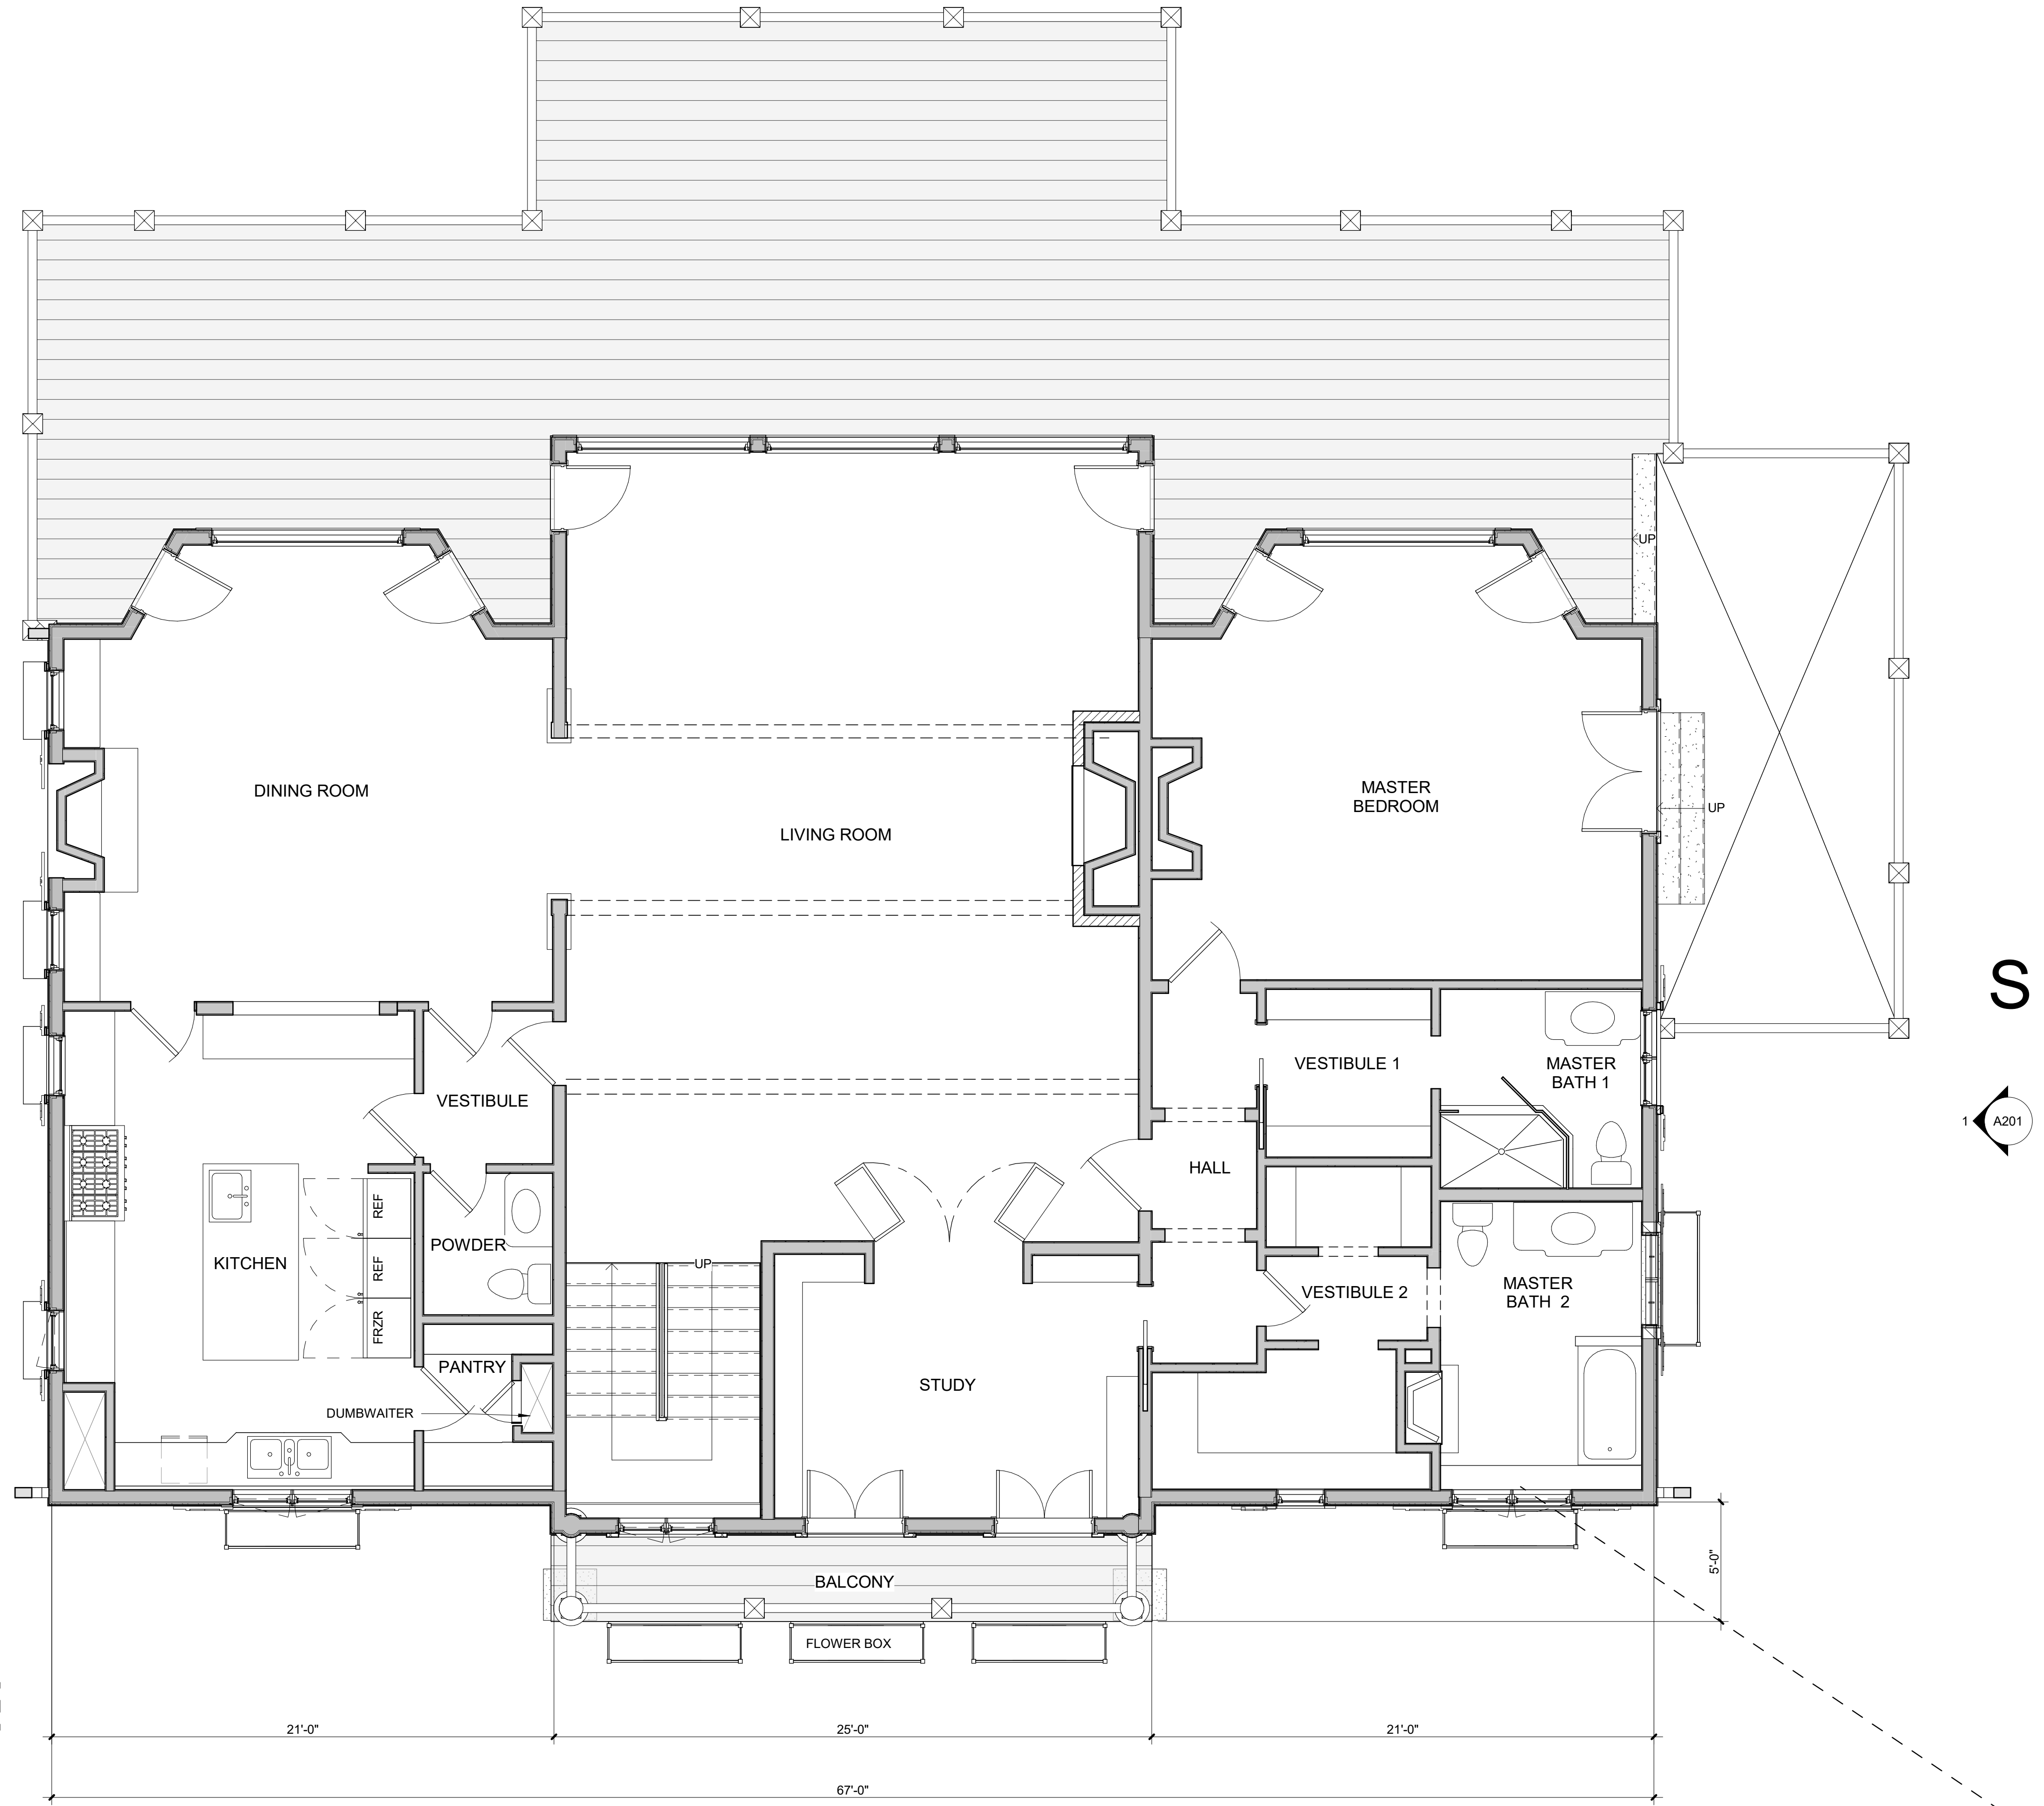 UP
DINING ROOM
MASTER
BEDROOM
UP
LIVING ROOM
S
VESTIBULE 1
MASTER
BATH 1
VESTIBULE
1
A201
HALL
REF
POWDER
KITCHEN
REF
UP
VESTIBULE 2
MASTER
BATH 2
FRZR
PANTRY
STUDY
DUMBWAITER
5'-0"
BALCONY
FLOWER BOX
21'-0"
25'-0"
21'-0"
67'-0"